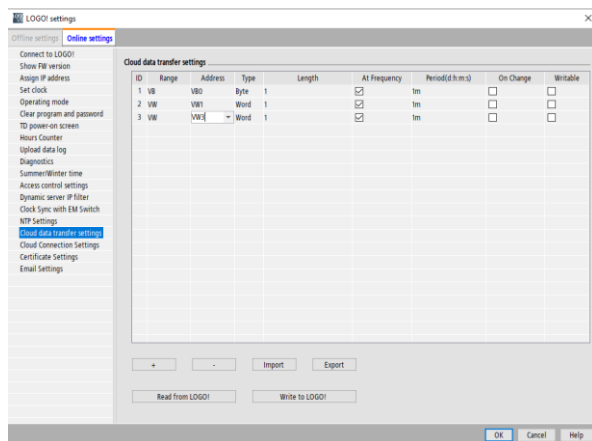 LOGO! settings
Offline settings Online settings
Connect to LOGO!
Show FW version
Assign IP address
Set clock
Operating mode
Clear program and password
TD power-on screen
Hours Counter
Upload data log
Diagnostics
Summer/Winter time
Access control settings
Dynamic server IP filter
Clock Sync with EM Switch
NTP Settings
Cloud data transfer settings
Cloud Connection Settings
Certificate Settings
Email Settings
Cloud data transfer settings
ID Range Address Type Length At Frequency Period(d:h:m:s) On Change Writable
1 VB VB0 Byte 1 1m
2 VW VW1 Word 1 1m
3 VW VW3 Word 1 1m
+ - Import Export
Read from LOGO! Write to LOGO!
OK Cancel Help